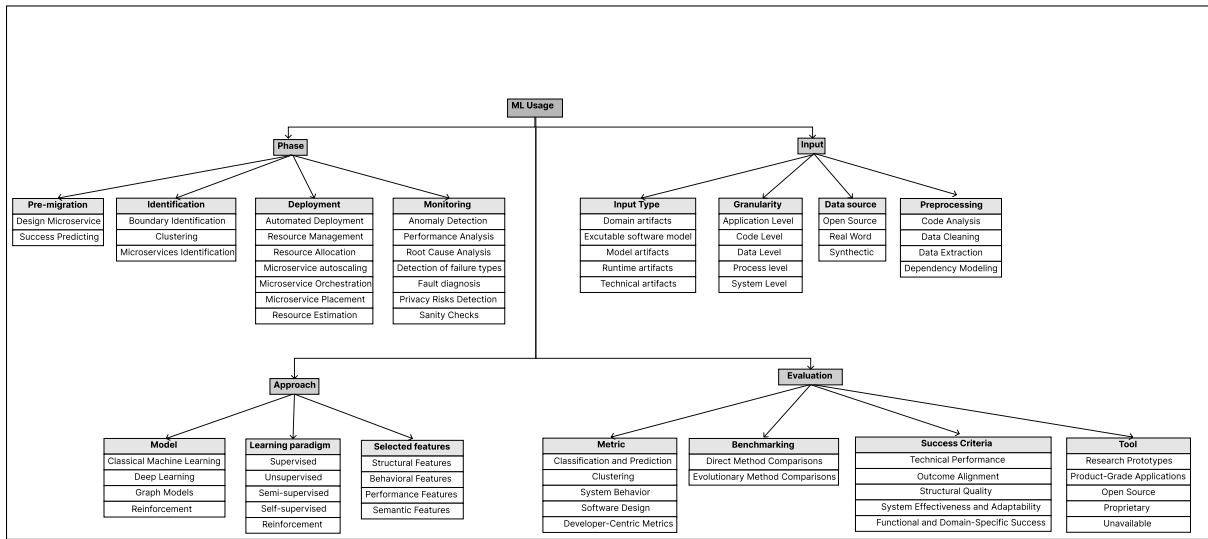 ML Usage
Phase
Input
Pre-migration
Design Microservice
Success Predicting
Identification
Boundary Identification
Clustering
Microservices Identification
Deployment
Automated Deployment
Resource Management
Resource Allocation
Microservice autoscaling
Microservice Orchestration
Microservice Placement
Resource Estimation
Monitoring
Anomaly Detection
Performance Analysis
Root Cause Analysis
Detection of failure types
Fault diagnosis
Privacy Risks Detection
Sanity Checks
Input Type
Domain artifacts
Excutable software model
Model artifacts
Runtime artifacts
Technical artifacts
Granularity
Application Level
Code Level
Data Level
Process level
System Level
Data source
Open Source
Real Word
Synthectic
Preprocessing
Code Analysis
Data Cleaning
Data Extraction
Dependency Modeling
Approach
Evaluation
Model
Classical Machine Learning
Deep Learning
Graph Models
Reinforcement
Learning paradigm
Supervised
Unsupervised
Semi-supervised
Self-supervised
Reinforcement
Selected features
Structural Features
Behavioral Features
Performance Features
Semantic Features
Metric
Classification and Prediction
Clustering
System Behavior
Software Design
Developer-Centric Metrics
Benchmarking
Direct Method Comparisons
Evolutionary Method Comparisons
Success Criteria
Technical Performance
Outcome Alignment
Structural Quality
System Effectiveness and Adaptability
Functional and Domain-Specific Success
Tool
Research Prototypes
Product-Grade Applications
Open Source
Proprietary
Unavailable